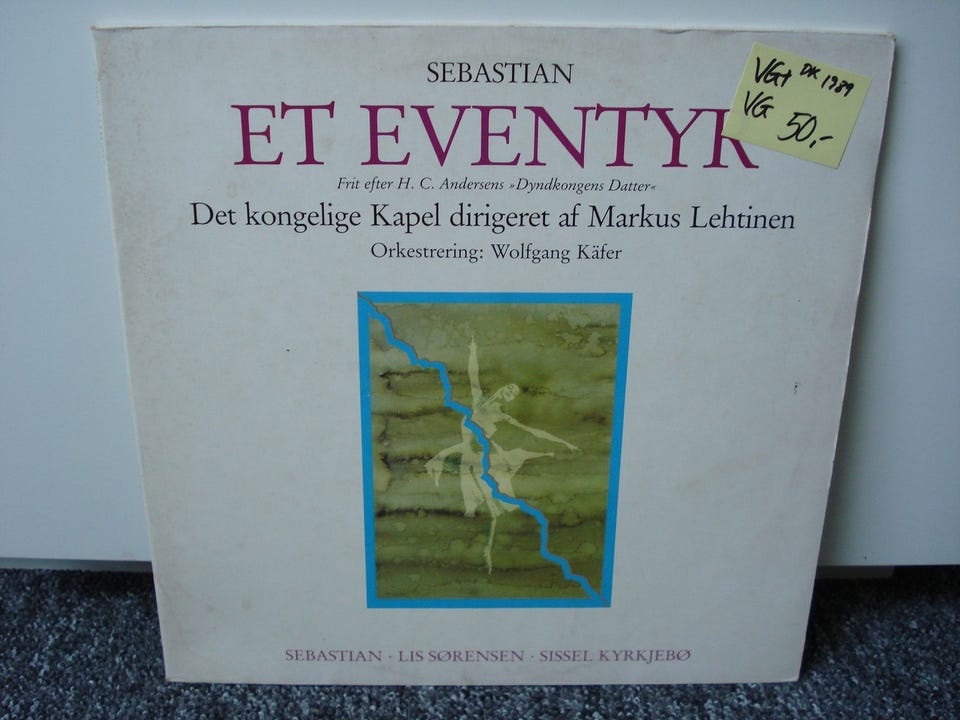 SEBASTIAN
ET EVENTYR
Frit efter H. C. Andersens »Dyndkongens Datter«
Det kongelige Kapel dirigeret af Markus Lehtinen
Orkestrering: Wolfgang Käfer
VG+ DK 1989
VG 50,-
SEBASTIAN · LIS SØRENSEN · SISSEL KYRKJEBØ